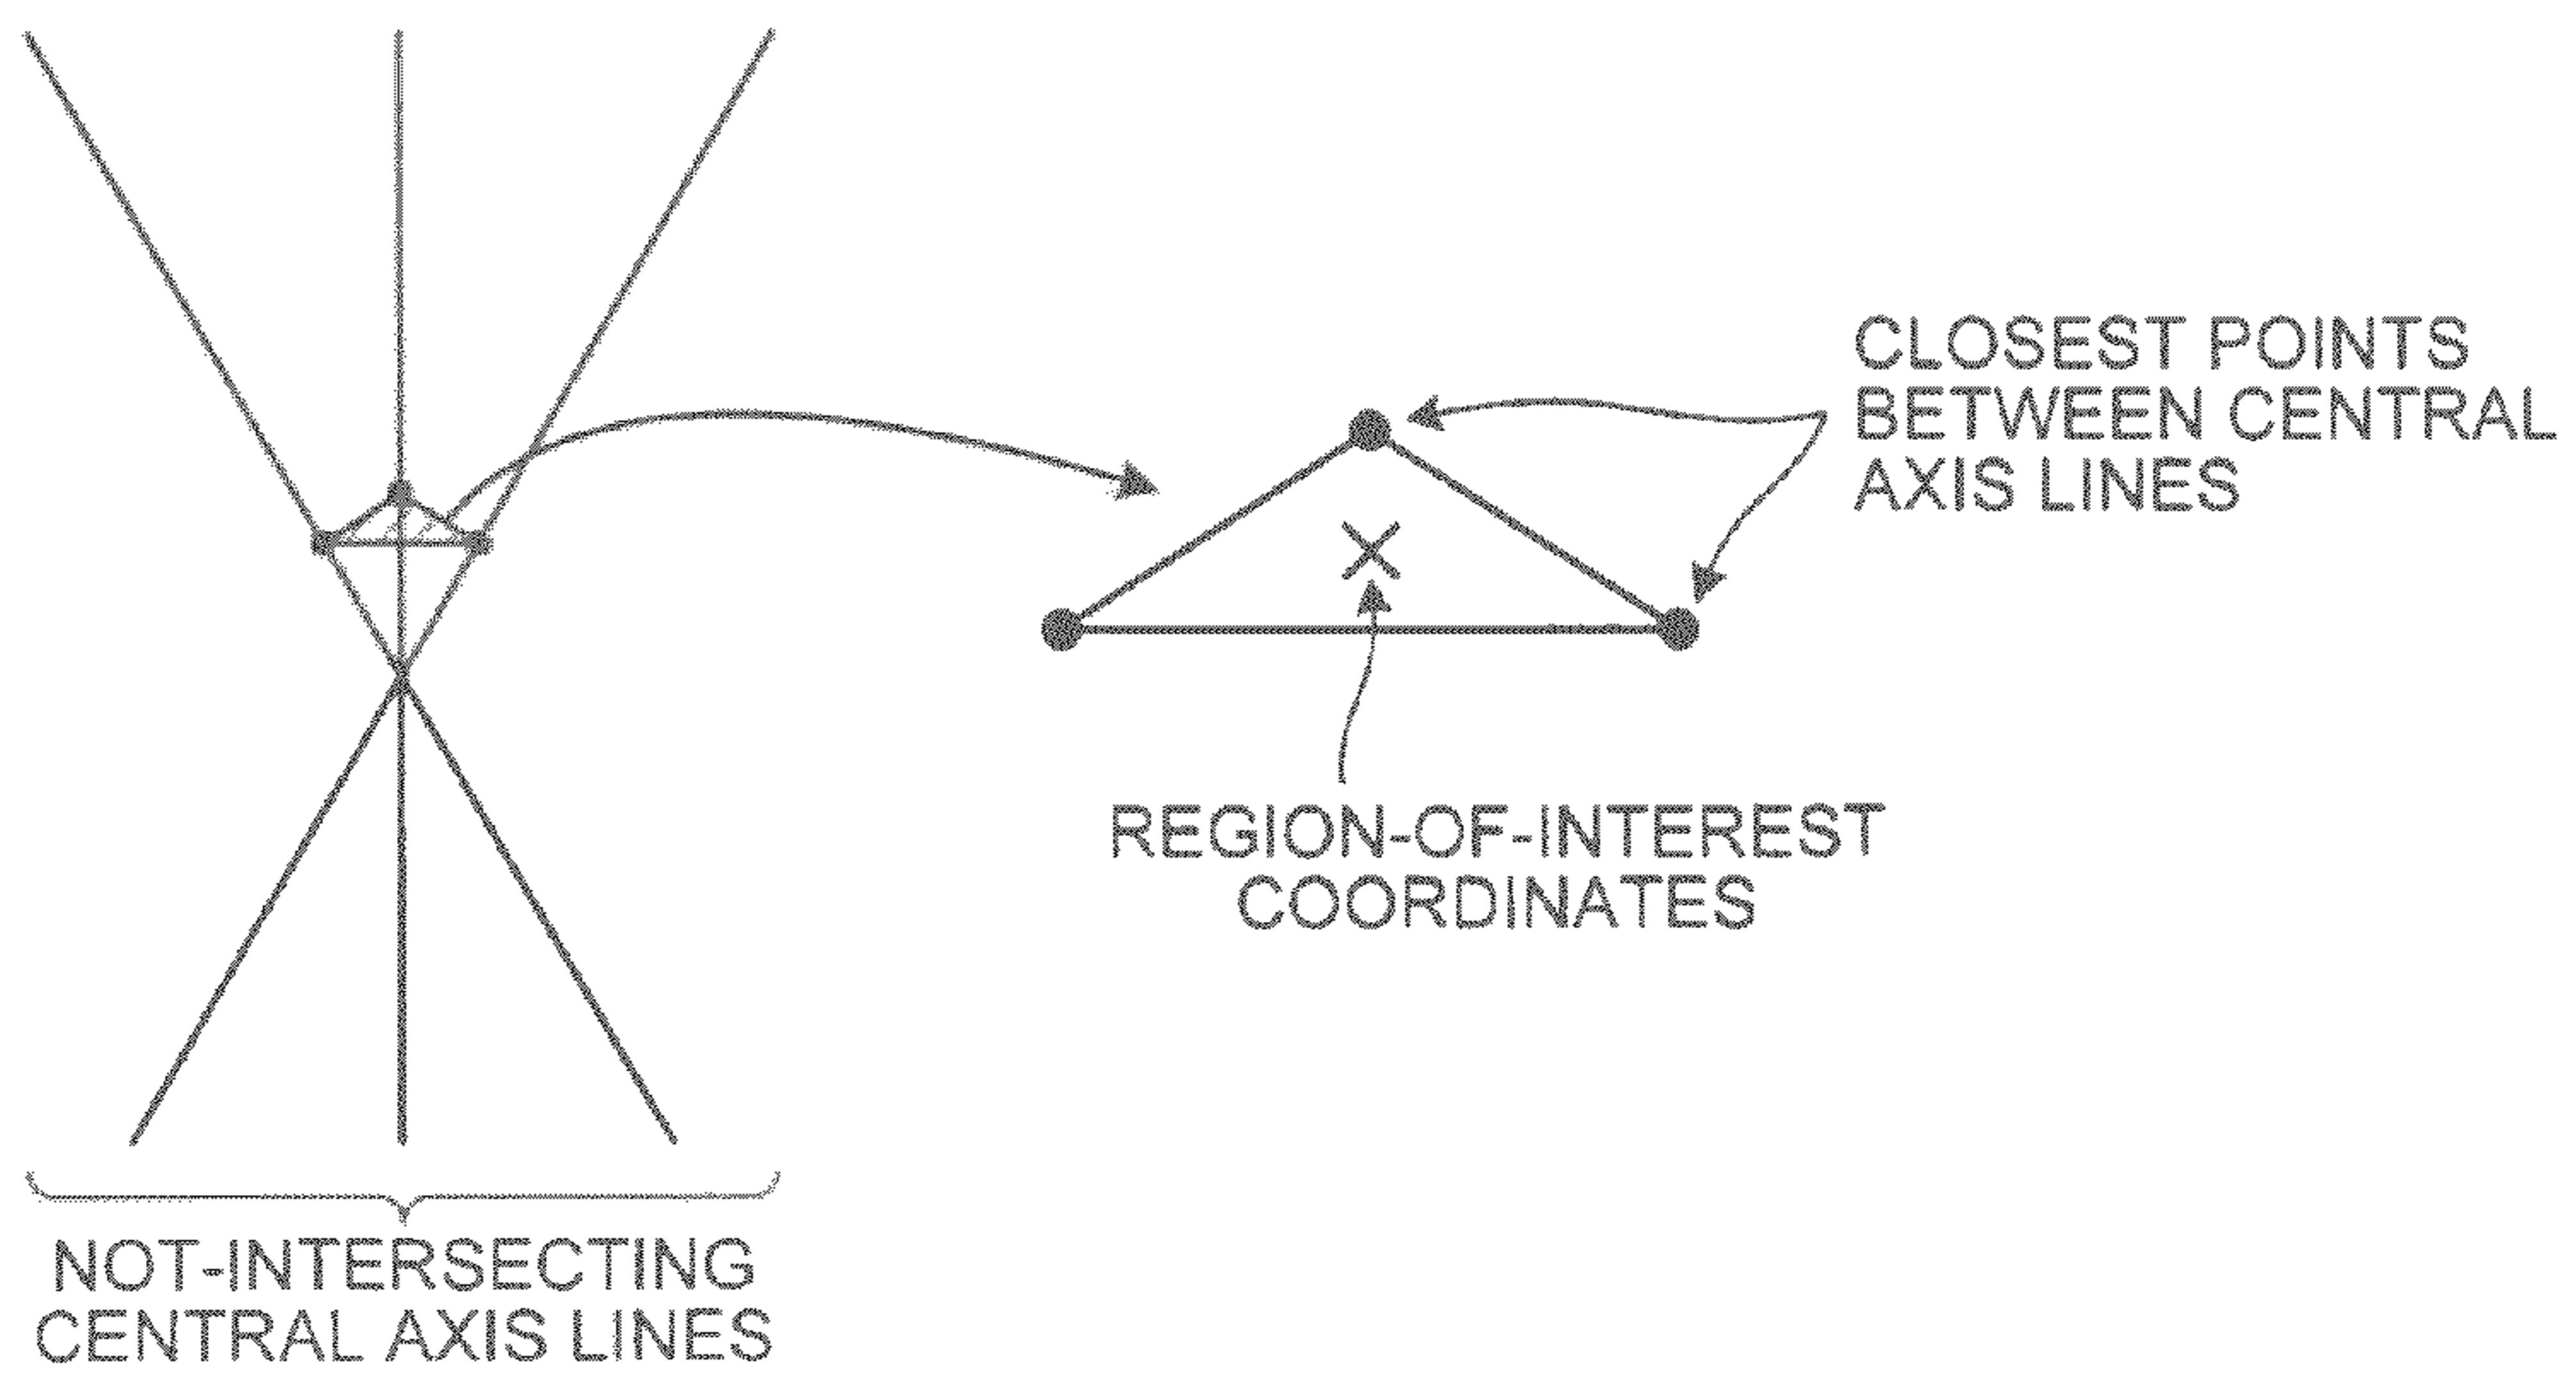 CLOSEST POINTS
BETWEEN CENTRAL
AXIS LINES
REGION-OF-INTEREST
COORDINATES
NOT-INTERSECTING
CENTRAL AXIS LINES